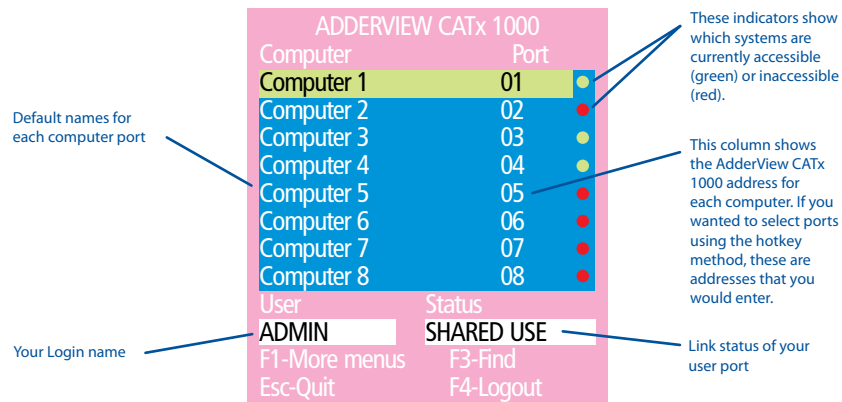 ADDERVIEW CATx 1000
Computer Port
Computer 1 01
Computer 2 02
Computer 3 03
Computer 4 04
Computer 5 05
Computer 6 06
Computer 7 07
Computer 8 08
User Status
ADMIN SHARED USE
F1-More menus F3-Find
Esc-Quit F4-Logout
Default names for
each computer port
Your Login name
These indicators show
which systems are
currently accessible
(green) or inaccessible
(red).
This column shows
the AdderView CATx
1000 address for
each computer. If you
wanted to select ports
using the hotkey
method, these are
addresses that you
would enter.
Link status of your
user port